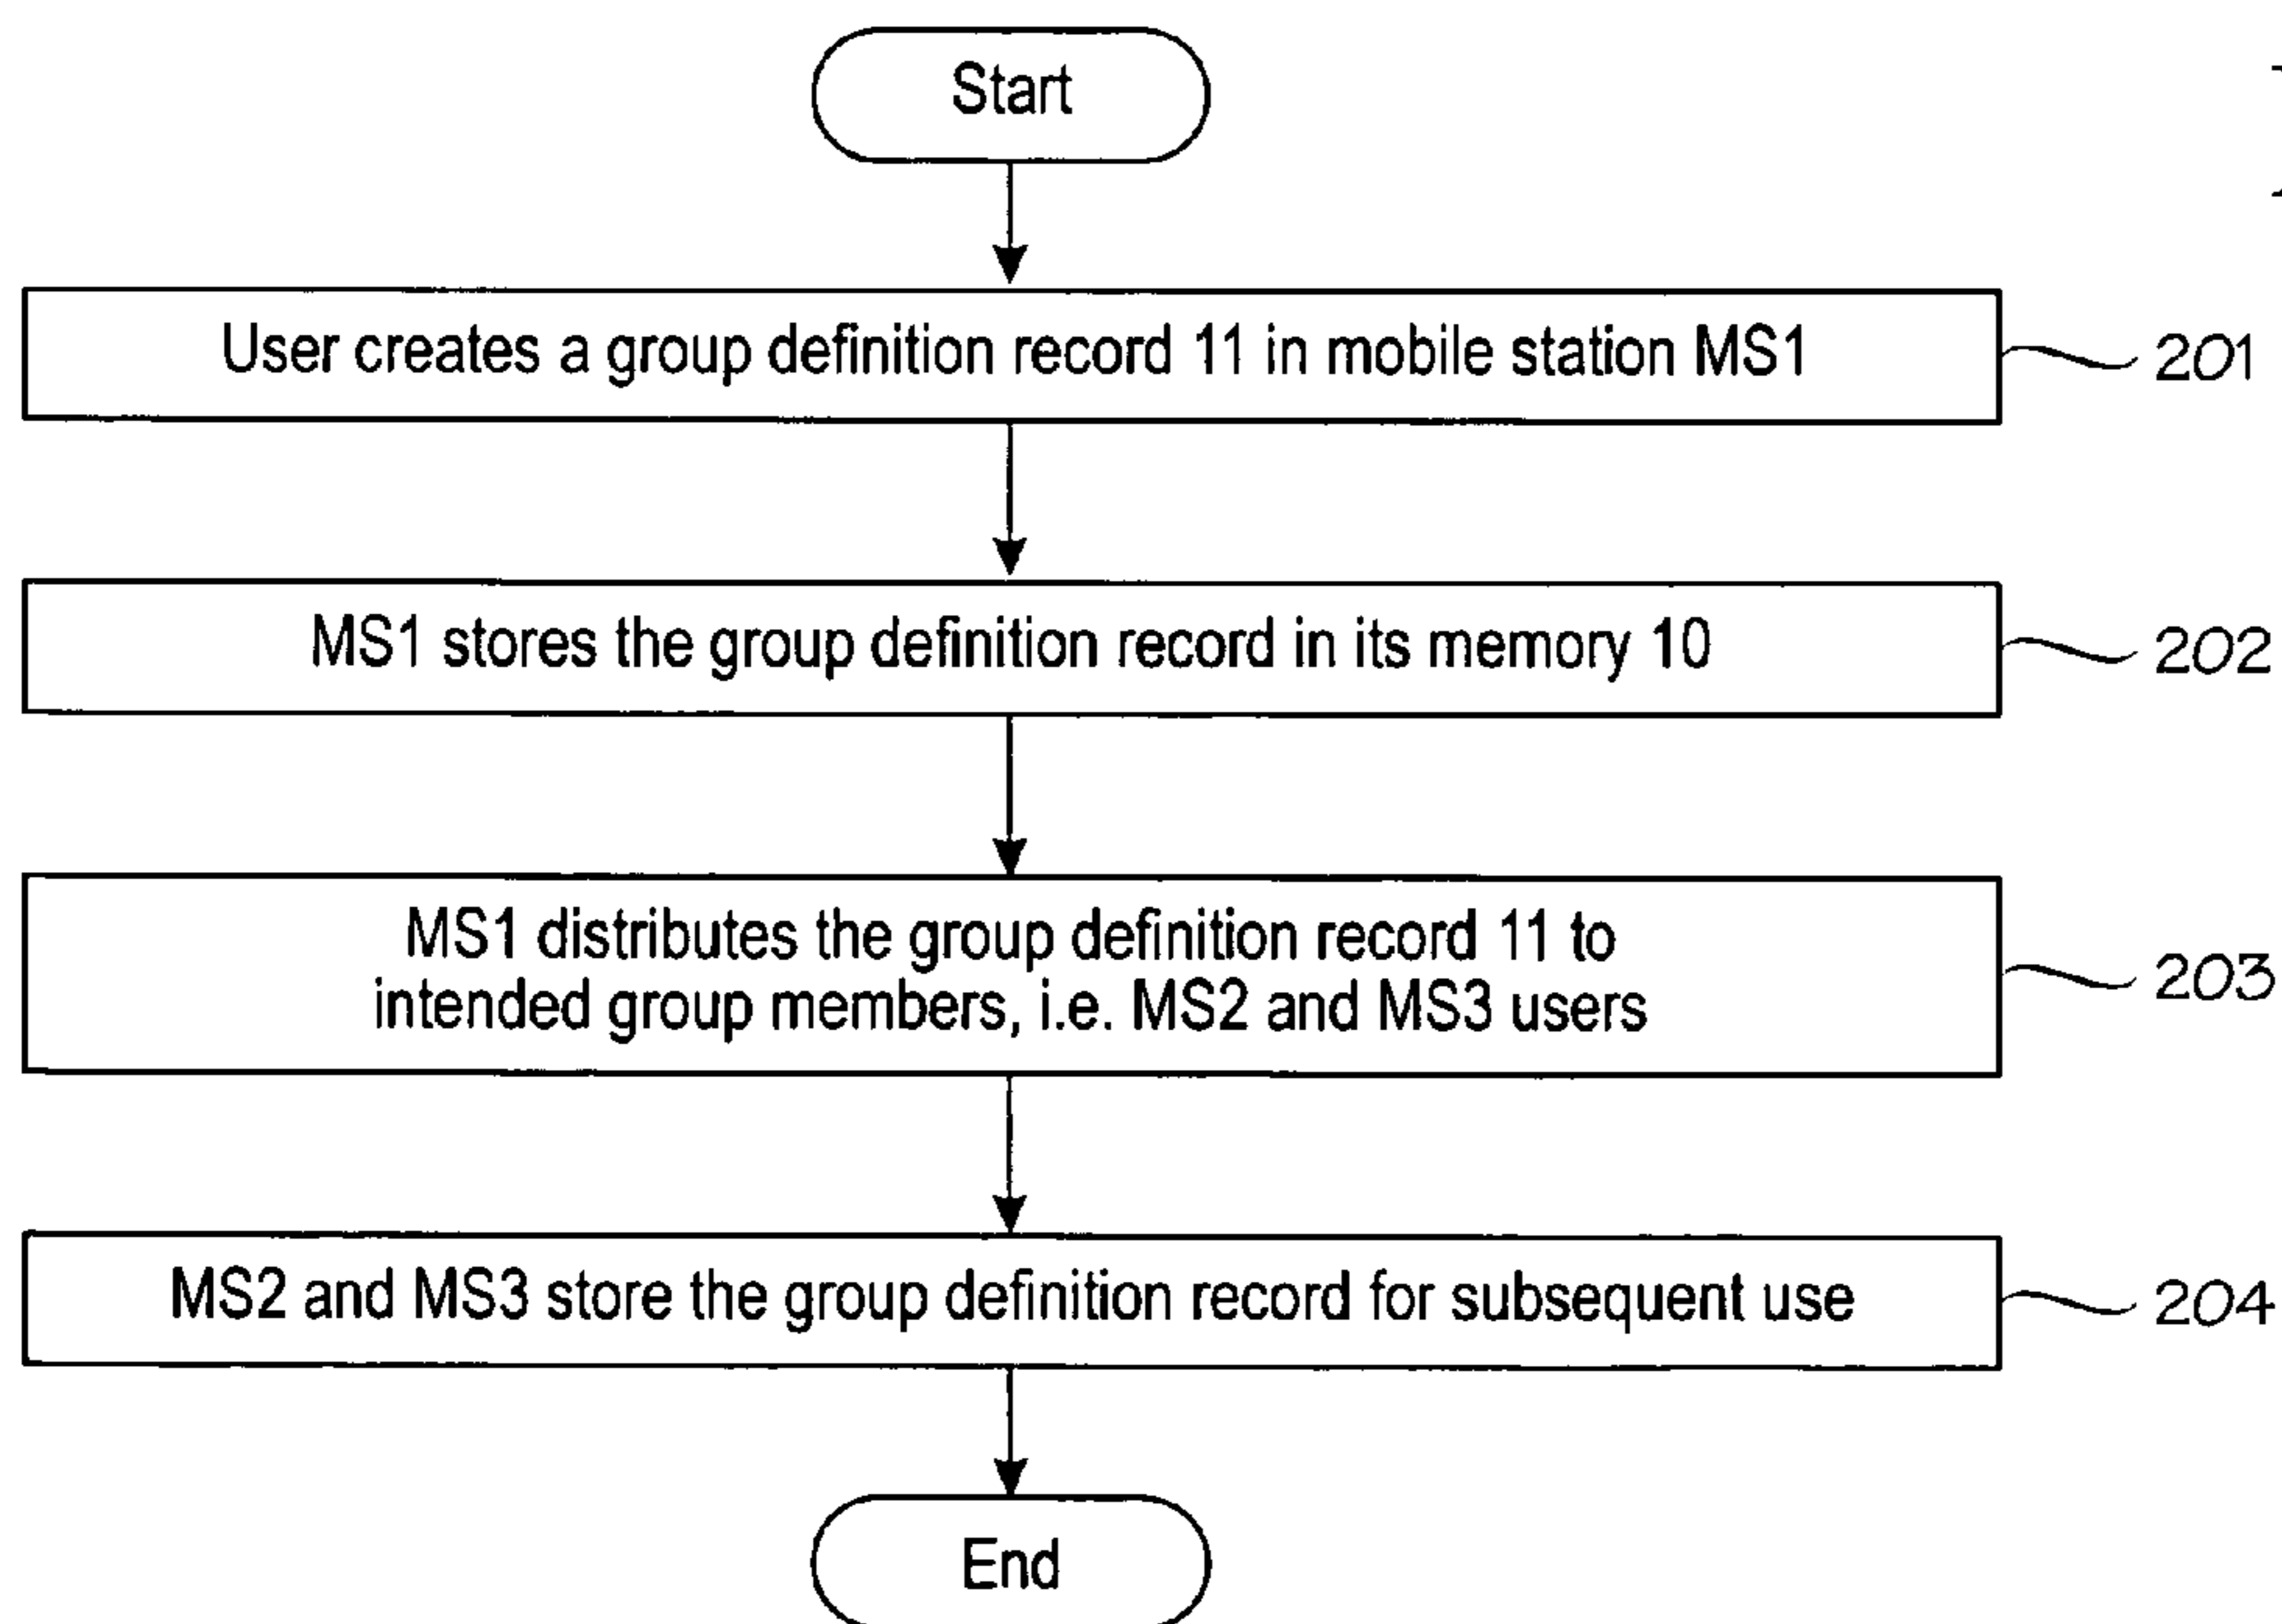 Start
User creates a group definition record 11 in mobile station MS1
201
MS1 stores the group definition record in its memory 10
202
MS1 distributes the group definition record 11 to
intended group members, i.e. MS2 and MS3 users
203
MS2 and MS3 store the group definition record for subsequent use
204
End